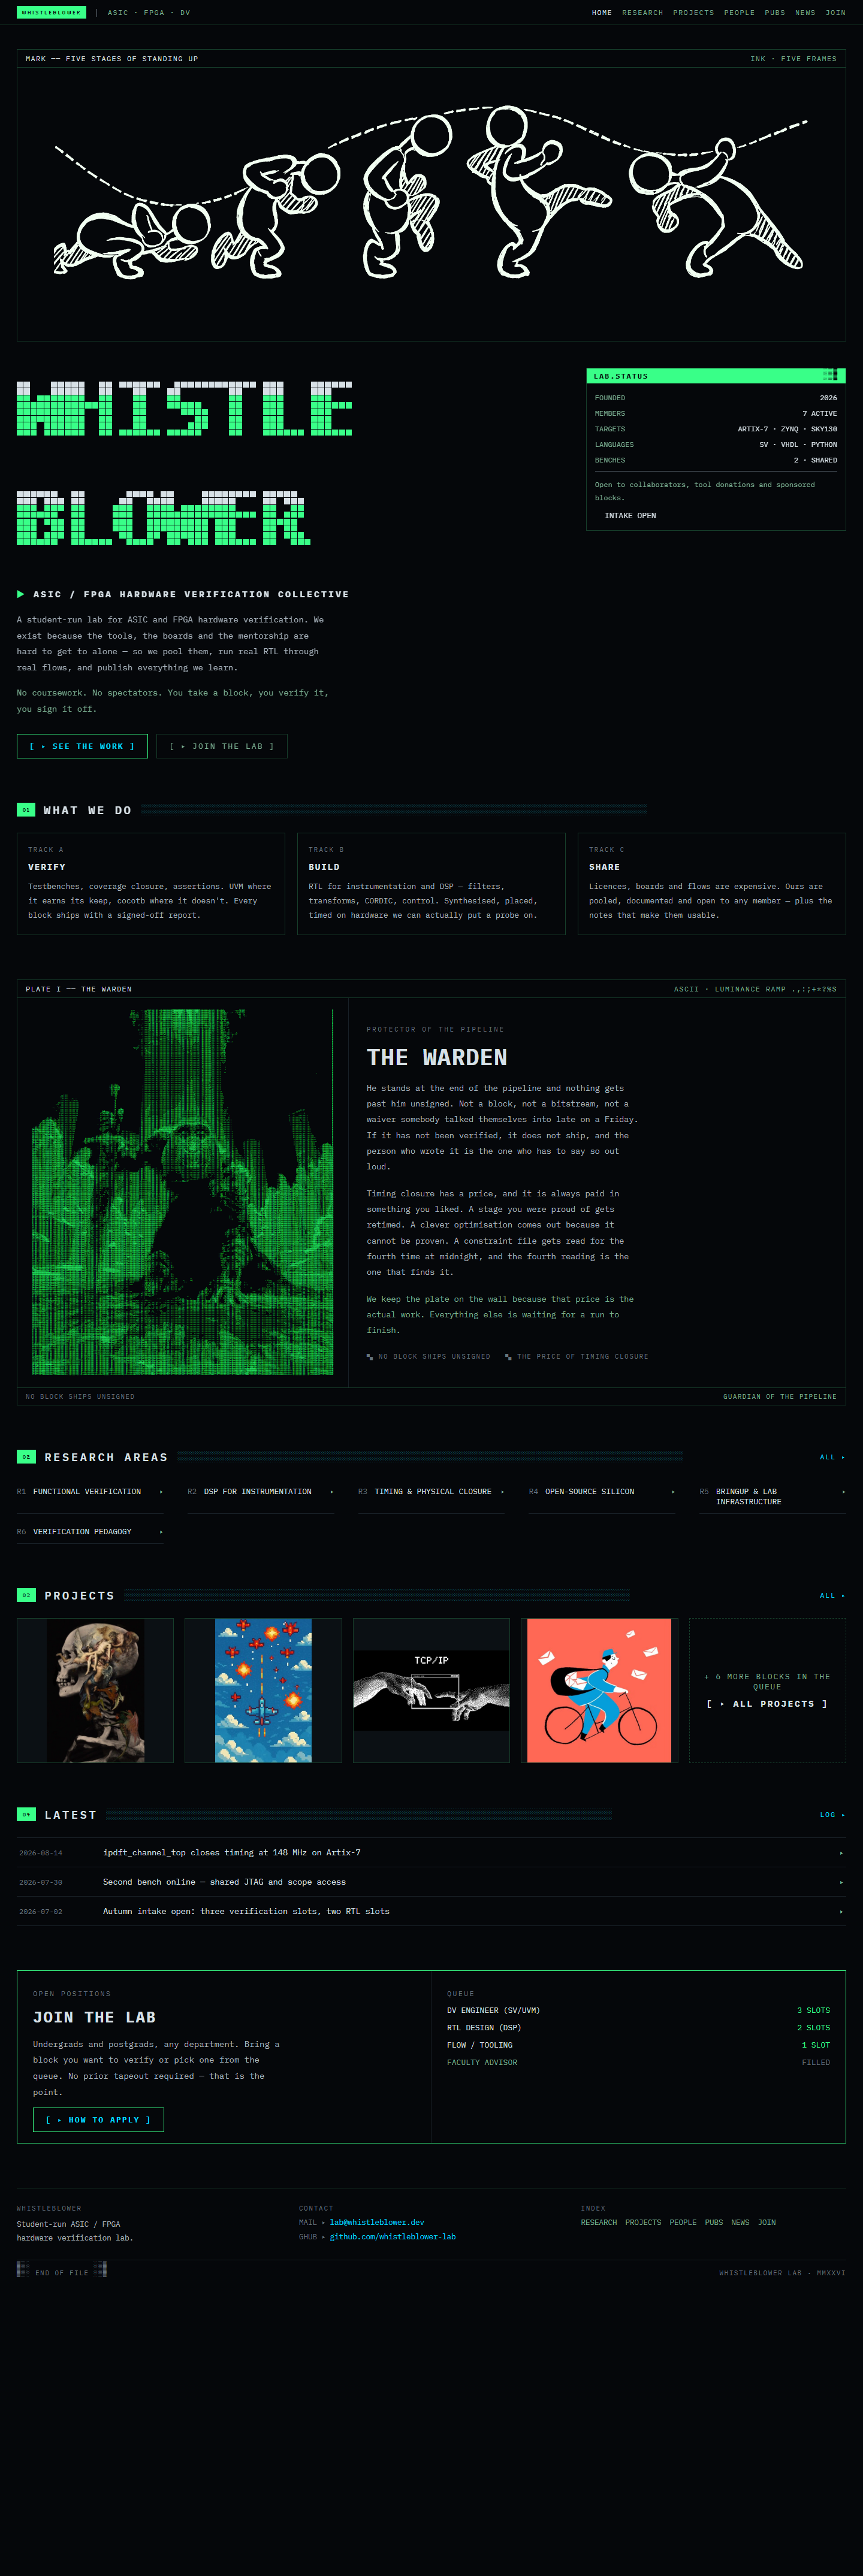 WHISTLEBLOWER | ASIC · FPGA · DV
HOME RESEARCH PROJECTS PEOPLE PUBS NEWS JOIN
MARK —— FIVE STAGES OF STANDING UP
INK · FIVE FRAMES
WHISTLE
BLOWER
LAB.STATUS
FOUNDED 2026
MEMBERS 7 ACTIVE
TARGETS ARTIX-7 · ZYNQ · SKY130
LANGUAGES SV · VHDL · PYTHON
BENCHES 2 · SHARED
Open to collaborators, tool donations and sponsored
blocks.
INTAKE OPEN
▶ ASIC / FPGA HARDWARE VERIFICATION COLLECTIVE
A student-run lab for ASIC and FPGA hardware verification. We
exist because the tools, the boards and the mentorship are
hard to get to alone — so we pool them, run real RTL through
real flows, and publish everything we learn.
No coursework. No spectators. You take a block, you verify it,
you sign it off.
[ ▸ SEE THE WORK ] [ ▸ JOIN THE LAB ]
01 WHAT WE DO
TRACK A
VERIFY
Testbenches, coverage closure, assertions. UVM where
it earns its keep, cocotb where it doesn't. Every
block ships with a signed-off report.
TRACK B
BUILD
RTL for instrumentation and DSP — filters,
transforms, CORDIC, control. Synthesised, placed,
timed on hardware we can actually put a probe on.
TRACK C
SHARE
Licences, boards and flows are expensive. Ours are
pooled, documented and open to any member — plus the
notes that make them usable.
PLATE I —— THE WARDEN
ASCII · LUMINANCE RAMP .,:;+*?%S
PROTECTOR OF THE PIPELINE
THE WARDEN
He stands at the end of the pipeline and nothing gets
past him unsigned. Not a block, not a bitstream, not a
waiver somebody talked themselves into late on a Friday.
If it has not been verified, it does not ship, and the
person who wrote it is the one who has to say so out
loud.
Timing closure has a price, and it is always paid in
something you liked. A stage you were proud of gets
retimed. A clever optimisation comes out because it
cannot be proven. A constraint file gets read for the
fourth time at midnight, and the fourth reading is the
one that finds it.
We keep the plate on the wall because that price is the
actual work. Everything else is waiting for a run to
finish.
NO BLOCK SHIPS UNSIGNED THE PRICE OF TIMING CLOSURE
NO BLOCK SHIPS UNSIGNED
GUARDIAN OF THE PIPELINE
02 RESEARCH AREAS
ALL ▸
R1 FUNCTIONAL VERIFICATION ▸
R2 DSP FOR INSTRUMENTATION ▸
R3 TIMING & PHYSICAL CLOSURE ▸
R4 OPEN-SOURCE SILICON ▸
R5 BRINGUP & LAB ▸
INFRASTRUCTURE
R6 VERIFICATION PEDAGOGY ▸
03 PROJECTS
ALL ▸
TCP/IP
+ 6 MORE BLOCKS IN THE
QUEUE
[ ▸ ALL PROJECTS ]
04 LATEST
LOG ▸
2026-08-14 ipdft_channel_top closes timing at 148 MHz on Artix-7 ▸
2026-07-30 Second bench online — shared JTAG and scope access ▸
2026-07-02 Autumn intake open: three verification slots, two RTL slots ▸
OPEN POSITIONS
JOIN THE LAB
Undergrads and postgrads, any department. Bring a
block you want to verify or pick one from the
queue. No prior tapeout required — that is the
point.
[ ▸ HOW TO APPLY ]
QUEUE
DV ENGINEER (SV/UVM) 3 SLOTS
RTL DESIGN (DSP) 2 SLOTS
FLOW / TOOLING 1 SLOT
FACULTY ADVISOR FILLED
WHISTLEBLOWER
Student-run ASIC / FPGA
hardware verification lab.
CONTACT
MAIL ▸ lab@whistleblower.dev
GHUB ▸ github.com/whistleblower-lab
INDEX
RESEARCH PROJECTS PEOPLE PUBS NEWS JOIN
END OF FILE
WHISTLEBLOWER LAB · MMXXVI